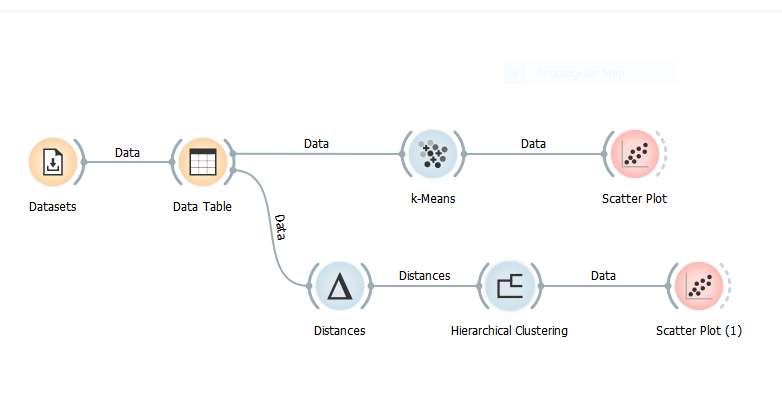 Rectangular Snip
Data
Data
Data
Datasets
Data Table
k-Means
Scatter Plot
Data
Distances
Data
Distances
Hierarchical Clustering
Scatter Plot (1)